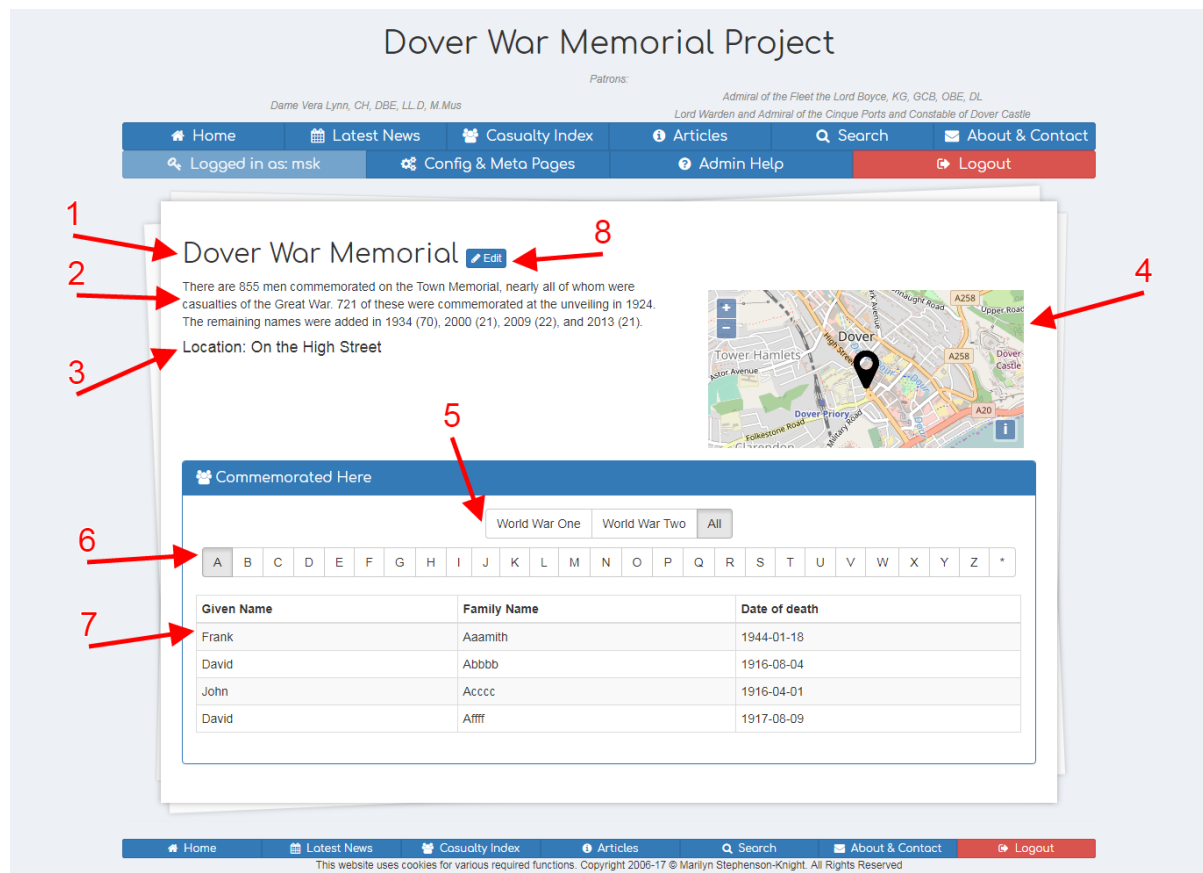 Dover War Memorial Project
Patrons:
Dame Vera Lynn, CH, DBE, LL.D, M.Mus
Admiral of the Fleet the Lord Boyce, KG, GCB, OBE, DL
Lord Warden and Admiral of the Cinque Ports and Constable of Dover Castle
Home Latest News Casualty Index Articles Search About & Contact
Logged in as: msk Config & Meta Pages Admin Help Logout
1
Dover War Memorial Edit
8
2
There are 855 men commemorated on the Town Memorial, nearly all of whom were
casualties of the Great War. 721 of these were commemorated at the unveiling in 1924.
The remaining names were added in 1934 (70), 2000 (21), 2009 (22), and 2013 (21).
3
Location: On the High Street
4
+
−
A258
Upper Road
Dover
High Street
Tower Hamlets
Astor Avenue
A258
Dover
Castle
Dover Priory
A20
Folkestone Road
Military Road
Clarendon
i
5
Commemorated Here
World War One World War Two All
6
A B C D E F G H I J K L M N O P Q R S T U V W X Y Z *
7
Given Name Family Name Date of death
Frank Aaamith 1944-01-18
David Abbbb 1916-08-04
John Acccc 1916-04-01
David Affff 1917-08-09
Home Latest News Casualty Index Articles Search About & Contact Logout
This website uses cookies for various required functions. Copyright 2006-17 © Marilyn Stephenson-Knight. All Rights Reserved